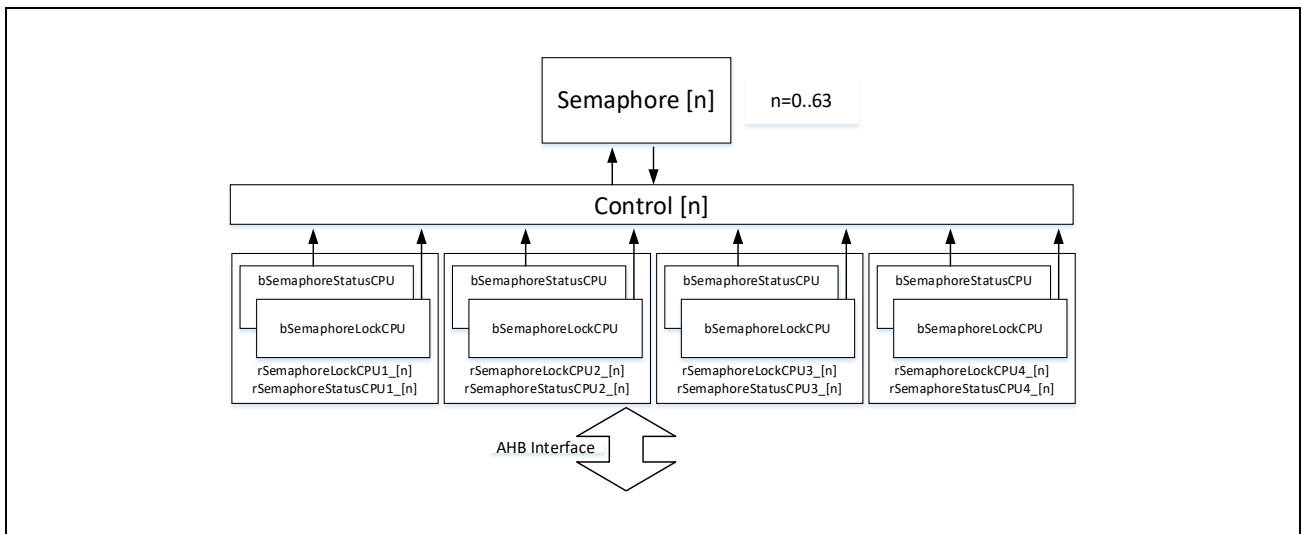 Semaphore [n]
n=0..63
Control [n]
bSemaphoreStatusCPU
bSemaphoreLockCPU
rSemaphoreLockCPU1_[n]
rSemaphoreStatusCPU1_[n]
bSemaphoreStatusCPU
bSemaphoreLockCPU
rSemaphoreLockCPU2_[n]
rSemaphoreStatusCPU2_[n]
bSemaphoreStatusCPU
bSemaphoreLockCPU
rSemaphoreLockCPU3_[n]
rSemaphoreStatusCPU3_[n]
bSemaphoreStatusCPU
bSemaphoreLockCPU
rSemaphoreLockCPU4_[n]
rSemaphoreStatusCPU4_[n]
AHB Interface